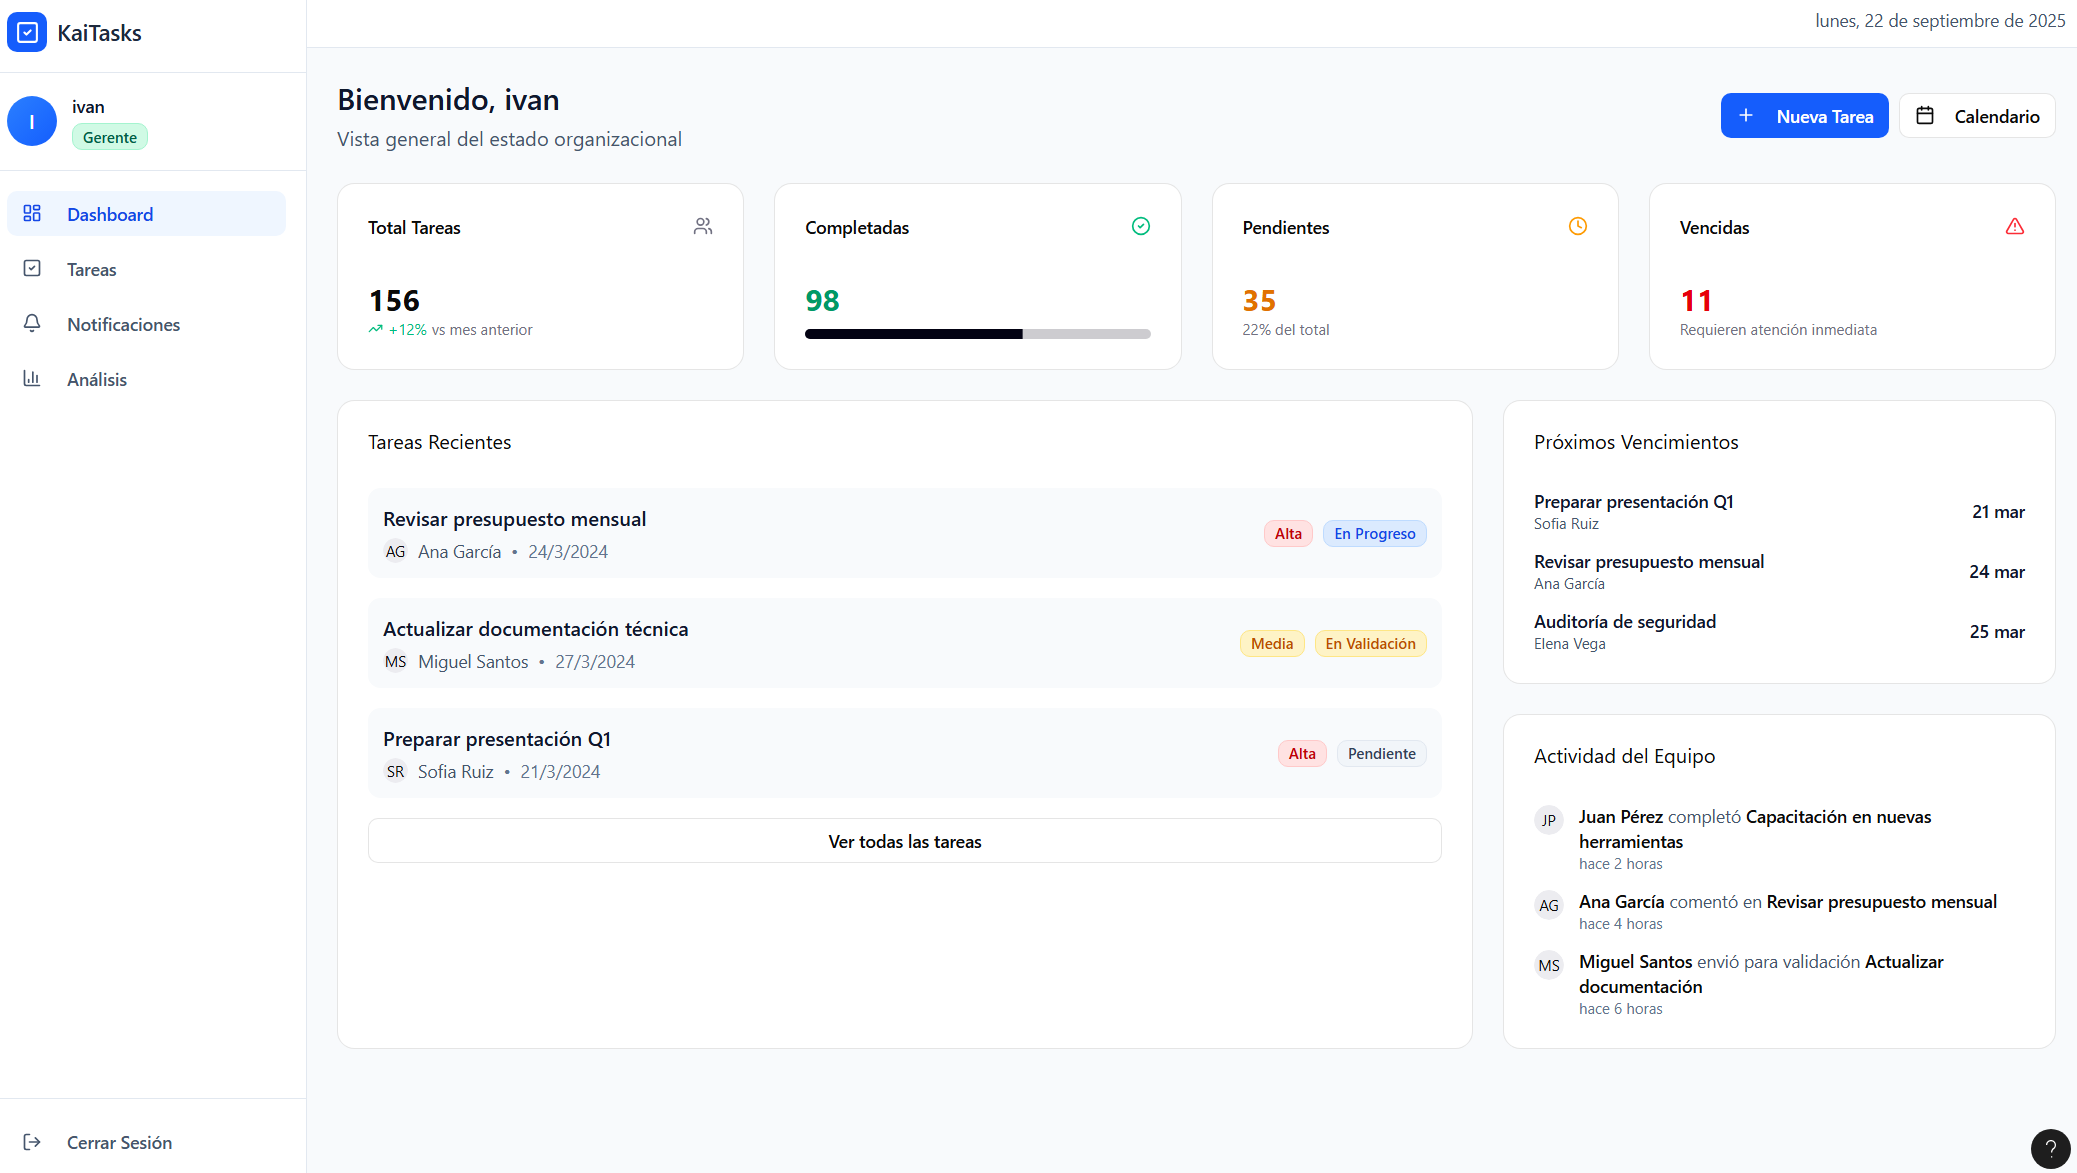 KaiTasks
lunes, 22 de septiembre de 2025
I
ivan
Gerente
Dashboard
Tareas
Notificaciones
Análisis
Cerrar Sesión
Bienvenido, ivan
Vista general del estado organizacional
Nueva Tarea
Calendario
Total Tareas
156
+12% vs mes anterior
Completadas
98
Pendientes
35
22% del total
Vencidas
11
Requieren atención inmediata
Tareas Recientes
Revisar presupuesto mensual
AG Ana García • 24/3/2024
Alta En Progreso
Actualizar documentación técnica
MS Miguel Santos • 27/3/2024
Media En Validación
Preparar presentación Q1
SR Sofia Ruiz • 21/3/2024
Alta Pendiente
Ver todas las tareas
Próximos Vencimientos
Preparar presentación Q1
Sofia Ruiz
21 mar
Revisar presupuesto mensual
Ana García
24 mar
Auditoría de seguridad
Elena Vega
25 mar
Actividad del Equipo
JP
Juan Pérez completó Capacitación en nuevas
herramientas
hace 2 horas
AG
Ana García comentó en Revisar presupuesto mensual
hace 4 horas
MS
Miguel Santos envió para validación Actualizar
documentación
hace 6 horas
?